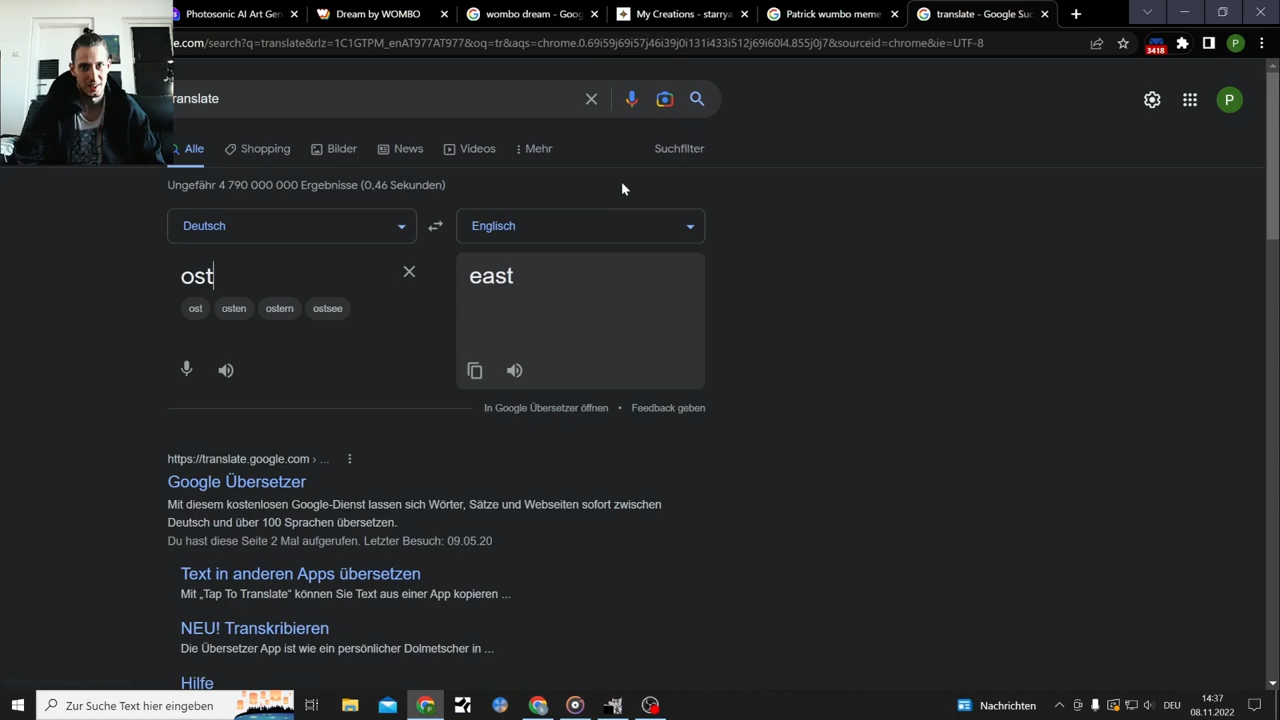 Photosonic AI Art Gen
Dream by WOMBO
wombo dream - Goog
My Creations - starrya
Patrick wumbo mem
translate - Google Suc
e.com/search?q=translate&rlz=1C1GTPM_enAT977AT977&oq=tra&aqs=chrome.0.69i59j69i57j46i39j0i131i433i512j69i60l4.855j0j7&sourceid=chrome&ie=UTF-8
3418
P
ranslate
P
Alle
Shopping
Bilder
News
Videos
Mehr
Suchfilter
Ungefähr 4 790 000 000 Ergebnisse (0,46 Sekunden)
Deutsch
Englisch
ost
east
ost
osten
ostern
ostsee
In Google Übersetzer öffnen • Feedback geben
https://translate.google.com › ...
Google Übersetzer
Mit diesem kostenlosen Google-Dienst lassen sich Wörter, Sätze und Webseiten sofort zwischen
Deutsch und über 100 Sprachen übersetzen.
Du hast diese Seite 2 Mal aufgerufen. Letzter Besuch: 09.05.20
Text in anderen Apps übersetzen
Mit „Tap To Translate“ können Sie Text aus einer App kopieren ...
NEU! Transkribieren
Die Übersetzer App ist wie ein persönlicher Dolmetscher in ...
Hilfe
Zur Suche Text hier eingeben
Nachrichten
DEU
14:37
08.11.2022